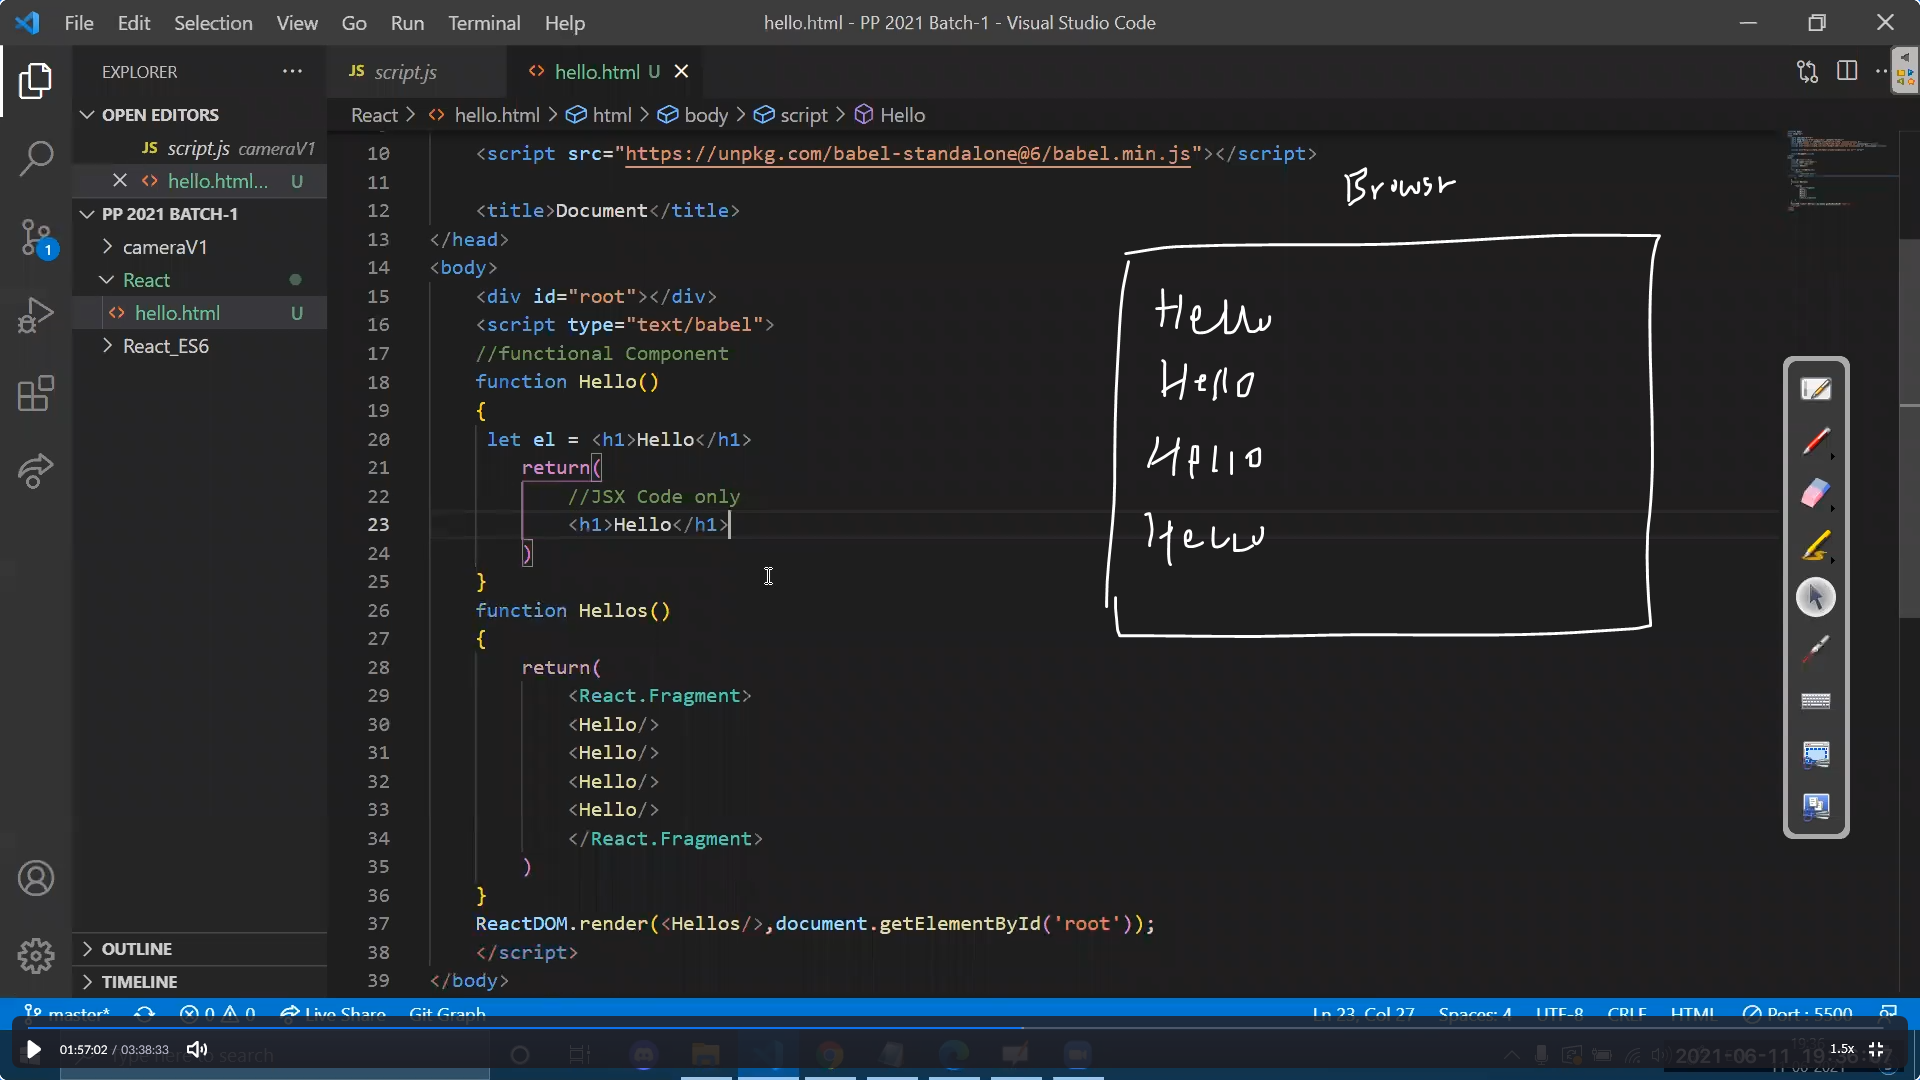 File Edit Selection View Go Run Terminal Help hello.html - PP 2021 Batch-1 - Visual Studio Code
EXPLORER
JS script.js
<> hello.html U
OPEN EDITORS
JS script.js cameraV1
<> hello.html... U
PP 2021 BATCH-1
cameraV1
React
<> hello.html U
React_ES6
OUTLINE
TIMELINE
React > <> hello.html > html > body > script > Hello
10 <script src="https://unpkg.com/babel-standalone@6/babel.min.js"></script>
11
12 <title>Document</title>
13 </head>
14 <body>
15 <div id="root"></div>
16 <script type="text/babel">
17 //functional Component
18 function Hello()
19 {
20 let el = <h1>Hello</h1>
21 return(
22 //JSX Code only
23 <h1>Hello</h1>
24 )
25 }
26 function Hellos()
27 {
28 return(
29 <React.Fragment>
30 <Hello/>
31 <Hello/>
32 <Hello/>
33 <Hello/>
34 </React.Fragment>
35 )
36 }
37 ReactDOM.render(<Hellos/>,document.getElementById('root'));
38 </script>
39 </body>
Browsr
Hello
Hello
Hello
Hello
1
master* 0 0 Live Share Git Graph Ln 23, Col 27 Spaces: 4 UTF-8 CRLF HTML Port : 5500
01:57:02 / 03:38:33 here to search 1.5x